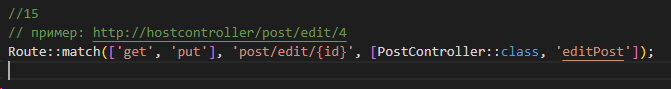 //15
// пример: http://hostcontroller/post/edit/4
Route::match(['get', 'put'], 'post/edit/{id}', [PostController::class, 'editPost']);